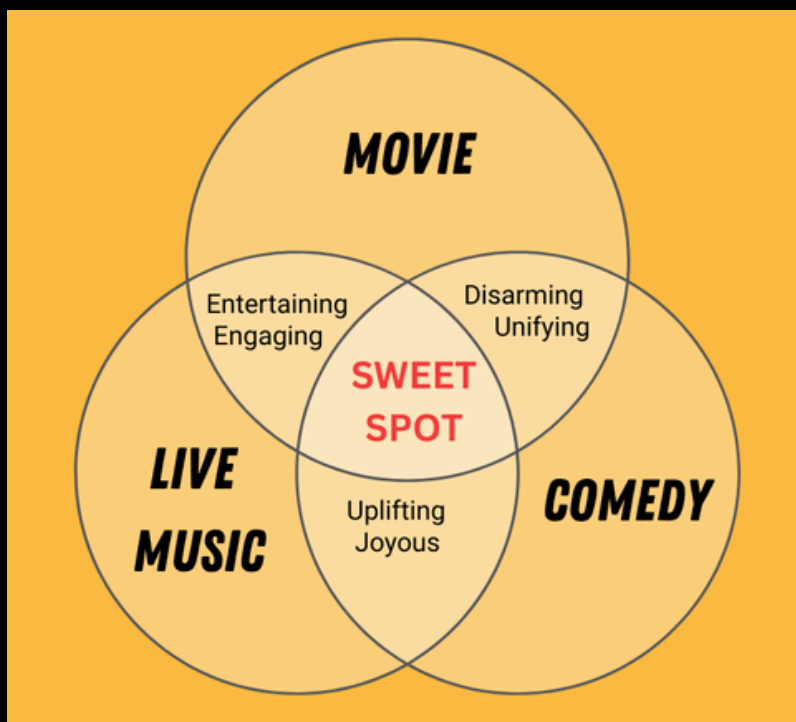 MOVIE
Entertaining
Engaging
Disarming
Unifying
SWEET
SPOT
LIVE
MUSIC
COMEDY
Uplifting
Joyous